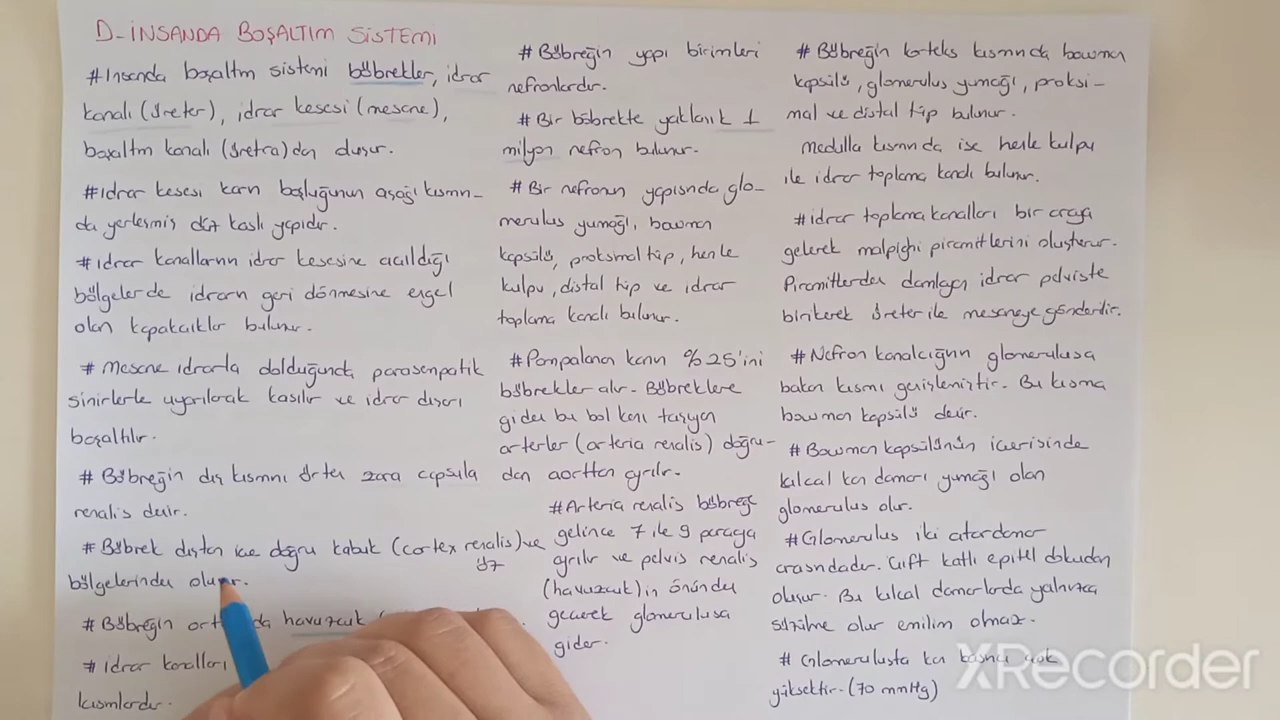 D- İNSANDA BOŞALTIM SİSTEMİ
#İnsanda boşaltım sistemi böbrekler, idrar
kanalı (üreter), idrar kesesi (mesane),
boşaltım kanalı (üretra)dan oluşur.
#İdrar kesesi karın boşluğunun aşağı kısmın-
da yerleşmiş düz kaslı yapıdır.
#idrar kanallarının idrar kesesine açıldığı
bölgelerde idrarın geri dönmesine engel
olan kapakcıklar bulunur.
# Mesane idrarla dolduğunda parasenpatik
sinirlerle uyarılarak kasılır ve idrar dışarı
boşaltılır.
# Böbreğin dış kısmını örten zara capsula
renalis denir.
# Böbrek dıştan içe doğru kabuk (cortex renalis) ve
öz
bölgelerinden oluşur.
# Böbreğin havuzcuk
# idrar kanalları
kısımlardır.
# Böbreğin yapı birimleri
nefronlardır.
# Bir böbrekte yaklaşık 1
milyon nefron bulunur.
# Bir nefronun yapısında glo-
merulus yumağı, bowman
kapsülü, proksimal tüp, henle
kulpu, distal tüp ve idrar
toplama kanalı bulunur.
#Pompalanan kanın %25'ini
böbrekler alır. Böbreklere
giden bu bol kanı taşıyan
arterler (arteria renalis) doğru-
dan aorttan ayrılır.
#Arteria renalis böbreğe
gelince 7 ile 9 parçaya
ayrılır ve pelvis renalis
(havuzcuk)in önünden
geçerek glomerulusa
gider.
# Böbreğin korteks kısmında bowman
kapsülü, glomerulus yumağı, proksi-
mal ve distal tüp bulunur.
Medulla kısmında ise henle kulpu
ile idrar toplama kanalı bulunur.
#idrar toplama kanalları bir araya
gelerek malpighi piramitlerini oluşturur.
Piramitlerden damlayan idrar pelviste
birikerek üreter ile mesaneye gönderilir.
# Nefron kanalcığının glomerulusa
bakan kısmı genişlemiştir. Bu kısma
bowman kapsülü denir.
# Bowman kapsülünün içerisinde
kılcal kan damarı yumağı olan
glomerulus olur.
#Glomerulus iki atardamar
arasındadır. Çift katlı epitel dokudan
oluşur. Bu kılcal damarlarda yalnızca
süzülme olur emilim olmaz.
# Glomerulusta kan basıncı çok
yüksektir. (70 mmHg)
XRecorder